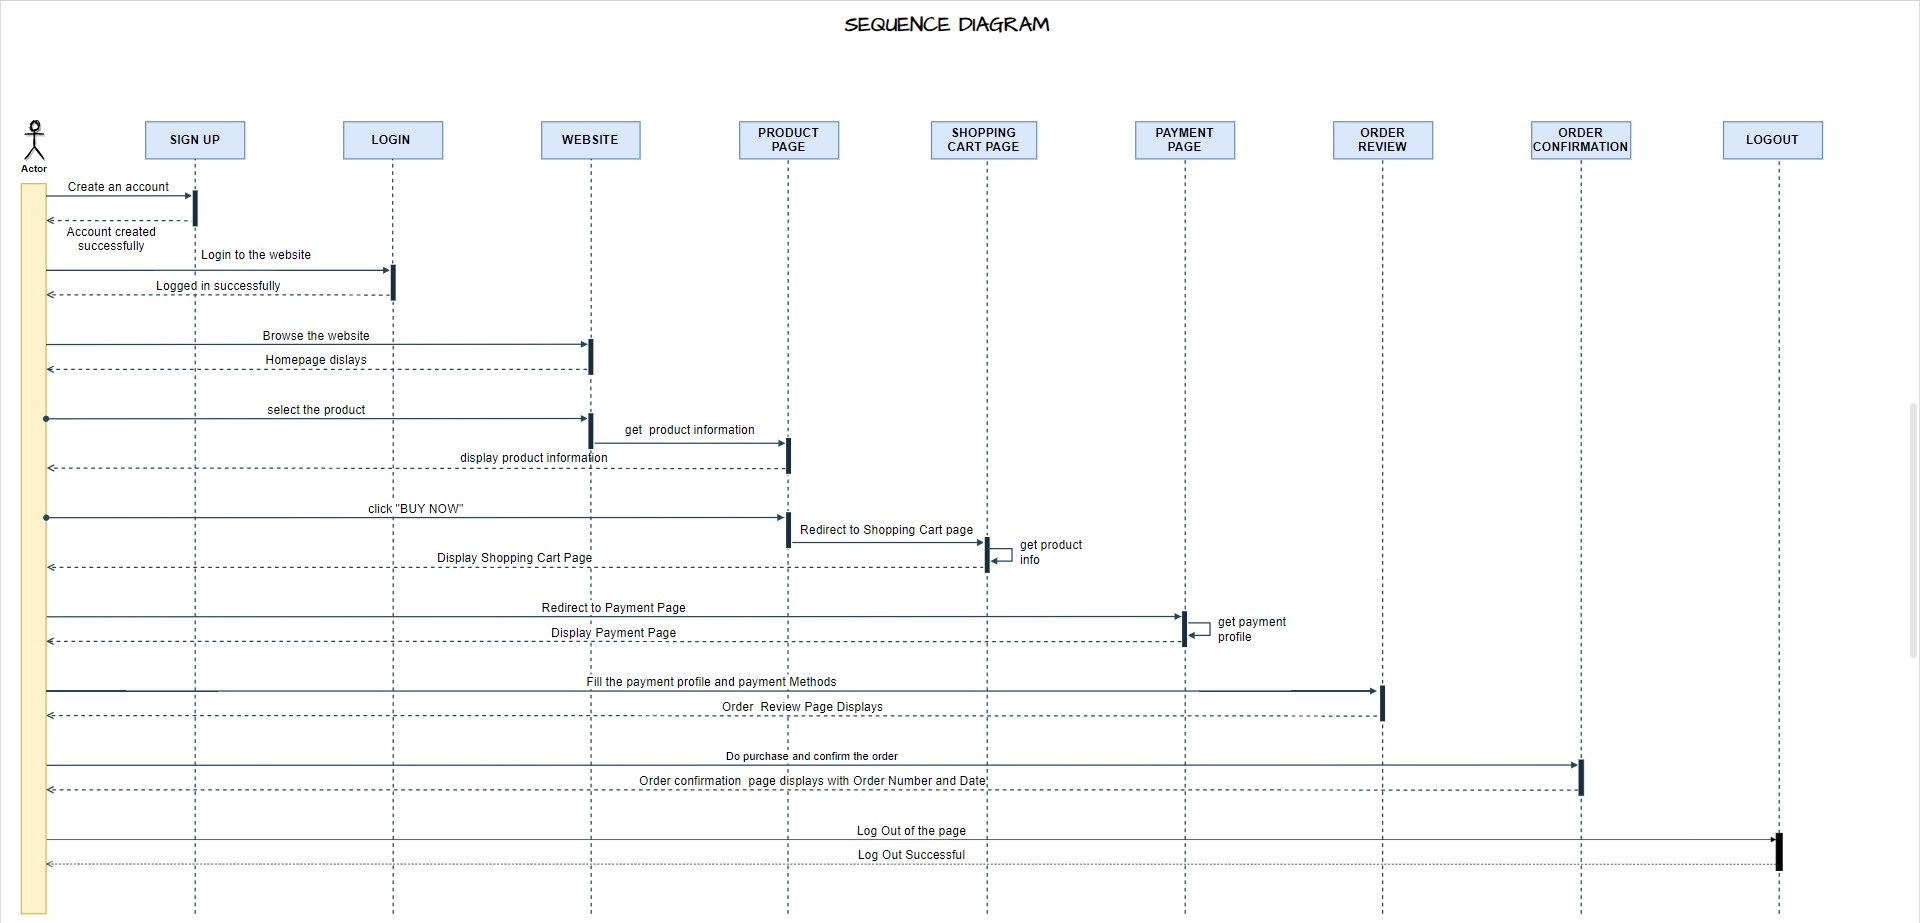 SEQUENCE DIAGRAM
Actor
SIGN UP
LOGIN
WEBSITE
PRODUCT
PAGE
SHOPPING
CART PAGE
PAYMENT
PAGE
ORDER
REVIEW
ORDER
CONFIRMATION
LOGOUT
Create an account
Account created
successfully
Login to the website
Logged in successfully
Browse the website
Homepage dislays
select the product
get  product information
display product information
click "BUY NOW"
Redirect to Shopping Cart page
get product
info
Display Shopping Cart Page
Redirect to Payment Page
get payment
profile
Display Payment Page
Fill the payment profile and payment Methods
Order  Review Page Displays
Do purchase and confirm the order
Order confirmation  page displays with Order Number and Date
Log Out of the page
Log Out Successful